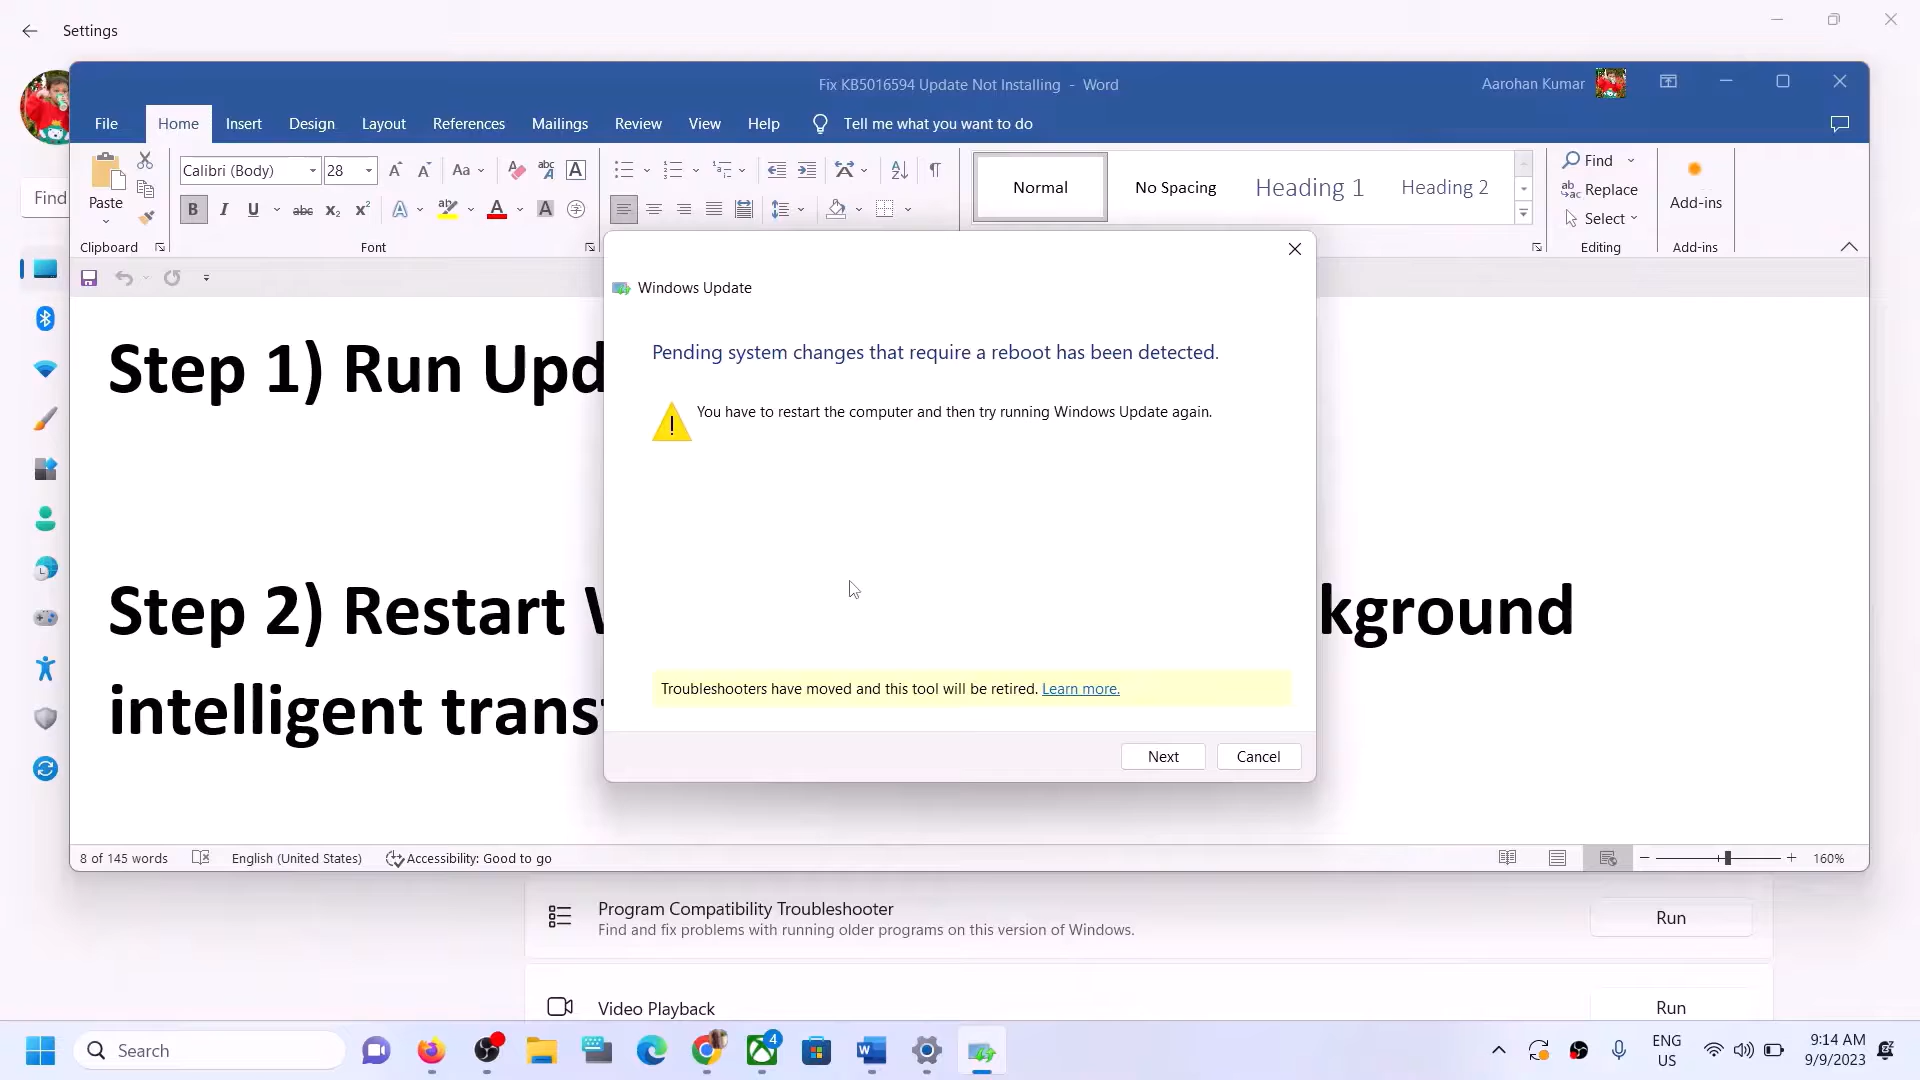 Settings
Fix KB5016594 Update Not Installing - Word
Aarohan Kumar
File Home Insert Design Layout References Mailings Review View Help Tell me what you want to do
Find
Calibri (Body) 28
Paste
Clipboard
Font
Normal
No Spacing
Heading 1
Heading 2
Find
Replace
Select
Editing
Add-ins
Add-ins
Windows Update
Pending system changes that require a reboot has been detected.
You have to restart the computer and then try running Windows Update again.
Troubleshooters have moved and this tool will be retired. Learn more.
Next
Cancel
Step 1) Run Upd
Step 2) Restart
kground
intelligent trans
8 of 145 words
English (United States)
Accessibility: Good to go
160%
Program Compatibility Troubleshooter
Find and fix problems with running older programs on this version of Windows.
Run
Video Playback
Run
Search
4
ENG
US
9:14 AM
9/9/2023